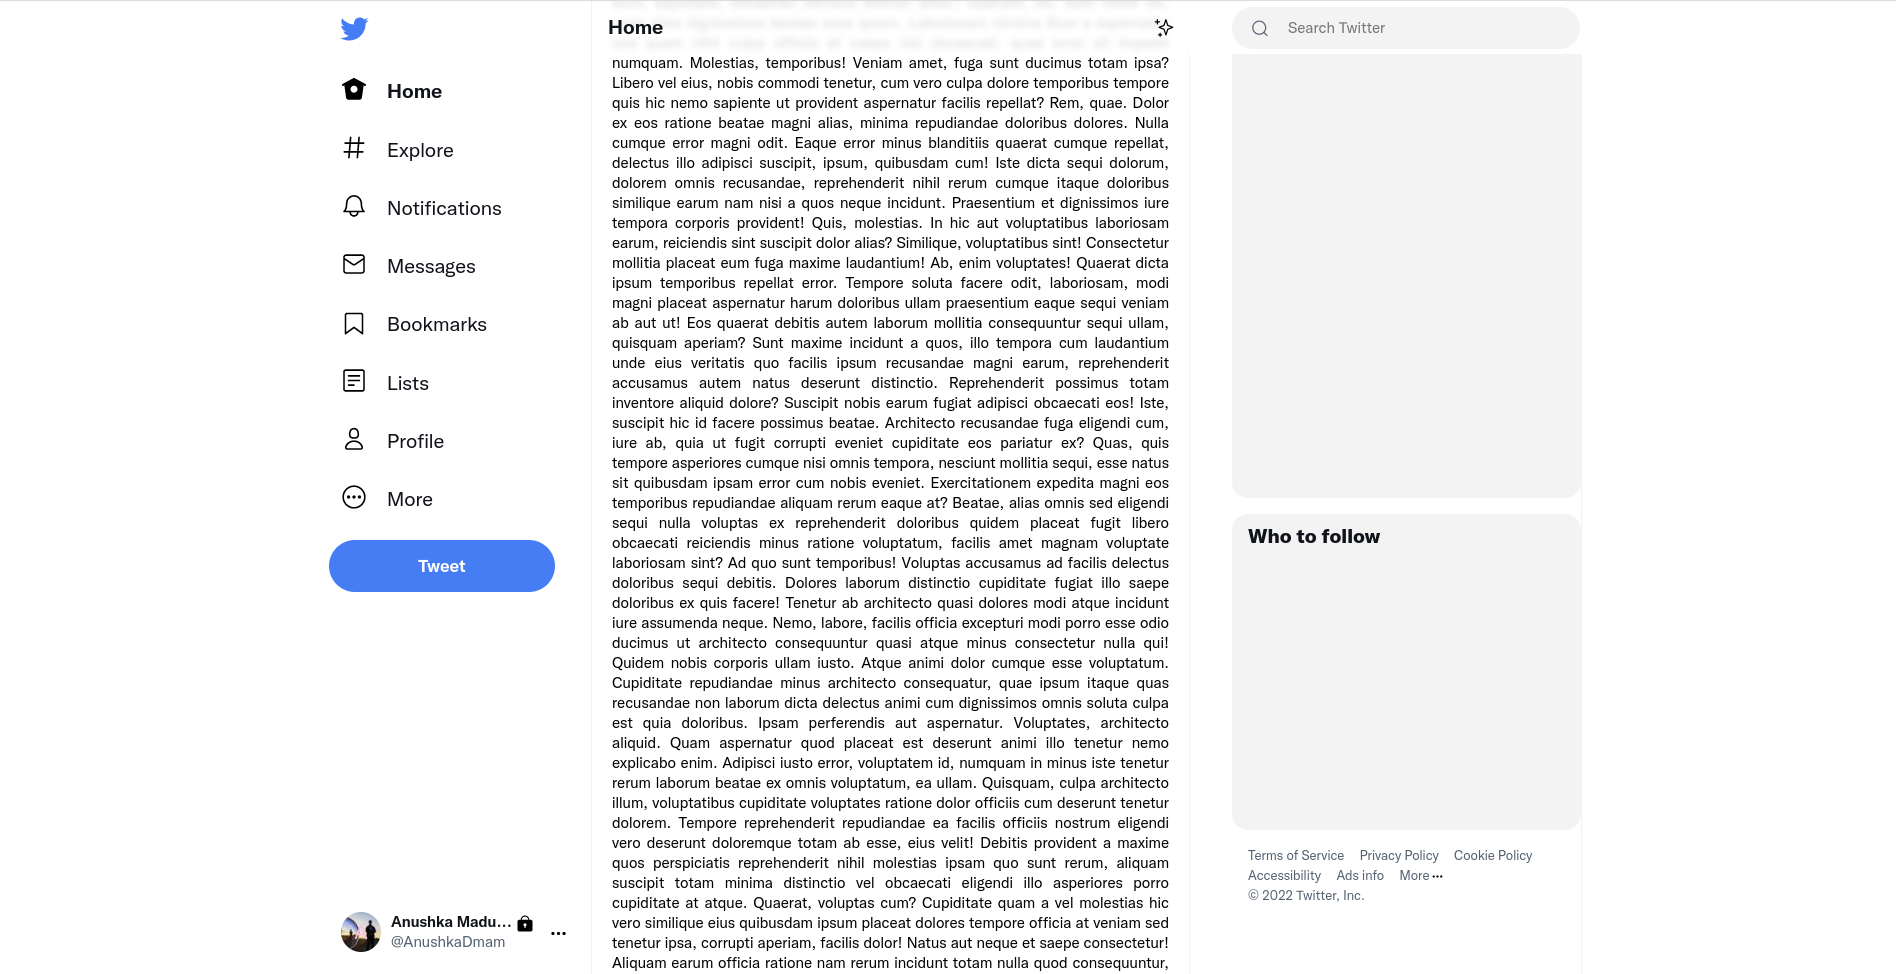 Home
Explore
Notifications
Messages
Bookmarks
Lists
Profile
More
Tweet
Anushka Madu...
@AnushkaDmam
Home
numquam. Molestias, temporibus! Veniam amet, fuga sunt ducimus totam ipsa?
Libero vel eius, nobis commodi tenetur, cum vero culpa dolore temporibus tempore
quis hic nemo sapiente ut provident aspernatur facilis repellat? Rem, quae. Dolor
ex eos ratione beatae magni alias, minima repudiandae doloribus dolores. Nulla
cumque error magni odit. Eaque error minus blanditiis quaerat cumque repellat,
delectus illo adipisci suscipit, ipsum, quibusdam cum! Iste dicta sequi dolorum,
dolorem omnis recusandae, reprehenderit nihil rerum cumque itaque doloribus
similique earum nam nisi a quos neque incidunt. Praesentium et dignissimos iure
tempora corporis provident! Quis, molestias. In hic aut voluptatibus laboriosam
earum, reiciendis sint suscipit dolor alias? Similique, voluptatibus sint! Consectetur
mollitia placeat eum fuga maxime laudantium! Ab, enim voluptates! Quaerat dicta
ipsum temporibus repellat error. Tempore soluta facere odit, laboriosam, modi
magni placeat aspernatur harum doloribus ullam praesentium eaque sequi veniam
ab aut ut! Eos quaerat debitis autem laborum mollitia consequuntur sequi ullam,
quisquam aperiam? Sunt maxime incidunt a quos, illo tempora cum laudantium
unde eius veritatis quo facilis ipsum recusandae magni earum, reprehenderit
accusamus autem natus deserunt distinctio. Reprehenderit possimus totam
inventore aliquid dolore? Suscipit nobis earum fugiat adipisci obcaecati eos! Iste,
suscipit hic id facere possimus beatae. Architecto recusandae fuga eligendi cum,
iure ab, quia ut fugit corrupti eveniet cupiditate eos pariatur ex? Quas, quis
tempore asperiores cumque nisi omnis tempora, nesciunt mollitia sequi, esse natus
sit quibusdam ipsam error cum nobis eveniet. Exercitationem expedita magni eos
temporibus repudiandae aliquam rerum eaque at? Beatae, alias omnis sed eligendi
sequi nulla voluptas ex reprehenderit doloribus quidem placeat fugit libero
obcaecati reiciendis minus ratione voluptatum, facilis amet magnam voluptate
laboriosam sint? Ad quo sunt temporibus! Voluptas accusamus ad facilis delectus
doloribus sequi debitis. Dolores laborum distinctio cupiditate fugiat illo saepe
doloribus ex quis facere! Tenetur ab architecto quasi dolores modi atque incidunt
iure assumenda neque. Nemo, labore, facilis officia excepturi modi porro esse odio
ducimus ut architecto consequuntur quasi atque minus consectetur nulla qui!
Quidem nobis corporis ullam iusto. Atque animi dolor cumque esse voluptatum.
Cupiditate repudiandae minus architecto consequatur, quae ipsum itaque quas
recusandae non laborum dicta delectus animi cum dignissimos omnis soluta culpa
est quia doloribus. Ipsam perferendis aut aspernatur. Voluptates, architecto
aliquid. Quam aspernatur quod placeat est deserunt animi illo tenetur nemo
explicabo enim. Adipisci iusto error, voluptatem id, numquam in minus iste tenetur
rerum laborum beatae ex omnis voluptatum, ea ullam. Quisquam, culpa architecto
illum, voluptatibus cupiditate voluptates ratione dolor officiis cum deserunt tenetur
dolorem. Tempore reprehenderit repudiandae ea facilis officiis nostrum eligendi
vero deserunt doloremque totam ab esse, eius velit! Debitis provident a maxime
quos perspiciatis reprehenderit nihil molestias ipsam quo sunt rerum, aliquam
suscipit totam minima distinctio vel obcaecati eligendi illo asperiores porro
cupiditate at atque. Quaerat, voluptas cum? Cupiditate quam a vel molestias hic
vero similique eius quibusdam ipsum placeat dolores tempore officia at veniam sed
tenetur ipsa, corrupti aperiam, facilis dolor! Natus aut neque et saepe consectetur!
Aliquam earum officia ratione nam rerum incidunt totam nulla quod consequuntur,
Search Twitter
Who to follow
Terms of Service Privacy Policy Cookie Policy
Accessibility Ads info More ...
© 2022 Twitter, Inc.